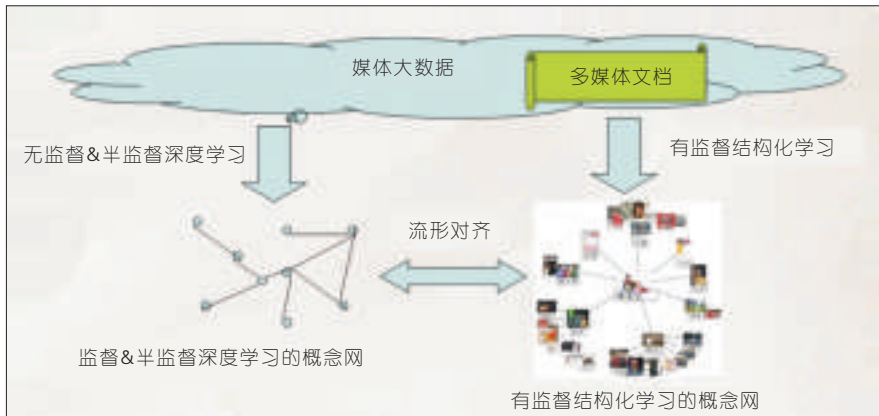 媒体大数据
多媒体文档
无监督&半监督深度学习
有监督结构化学习
流形对齐
监督&半监督深度学习的概念网
有监督结构化学习的概念网